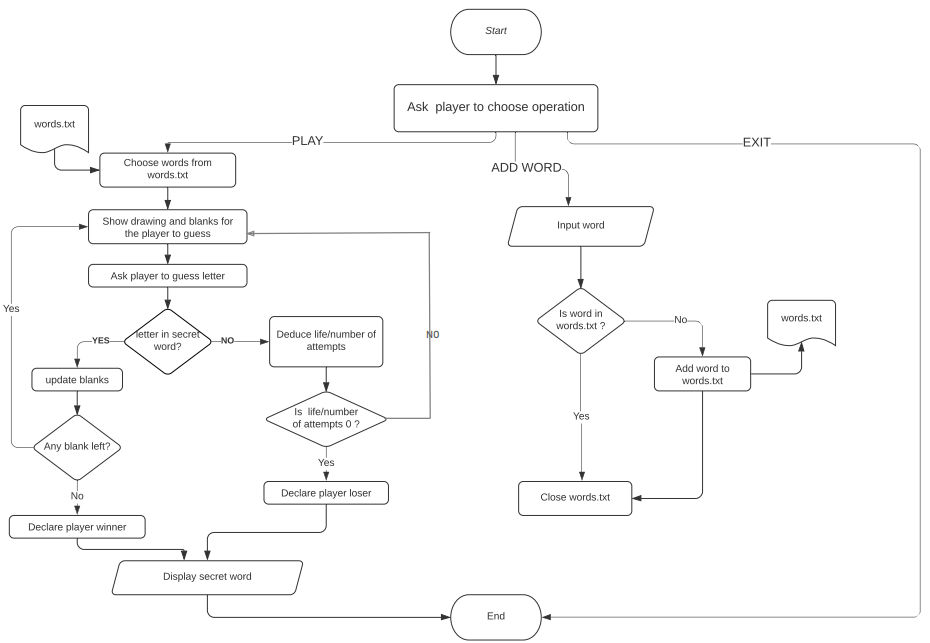 Start
Ask player to choose operation
PLAY
ADD WORD
EXIT
words.txt
Choose words from
words.txt
Show drawing and blanks for
the player to guess
Ask player to guess letter
letter in secret
word?
YES
NO
update blanks
Any blank left?
Yes
No
Declare player winner
Deduce life/number of
attempts
Is life/number
of attempts 0 ?
NO
Yes
Declare player loser
Display secret word
Input word
Is word in
words.txt ?
No
Yes
Add word to
words.txt
words.txt
Close words.txt
End